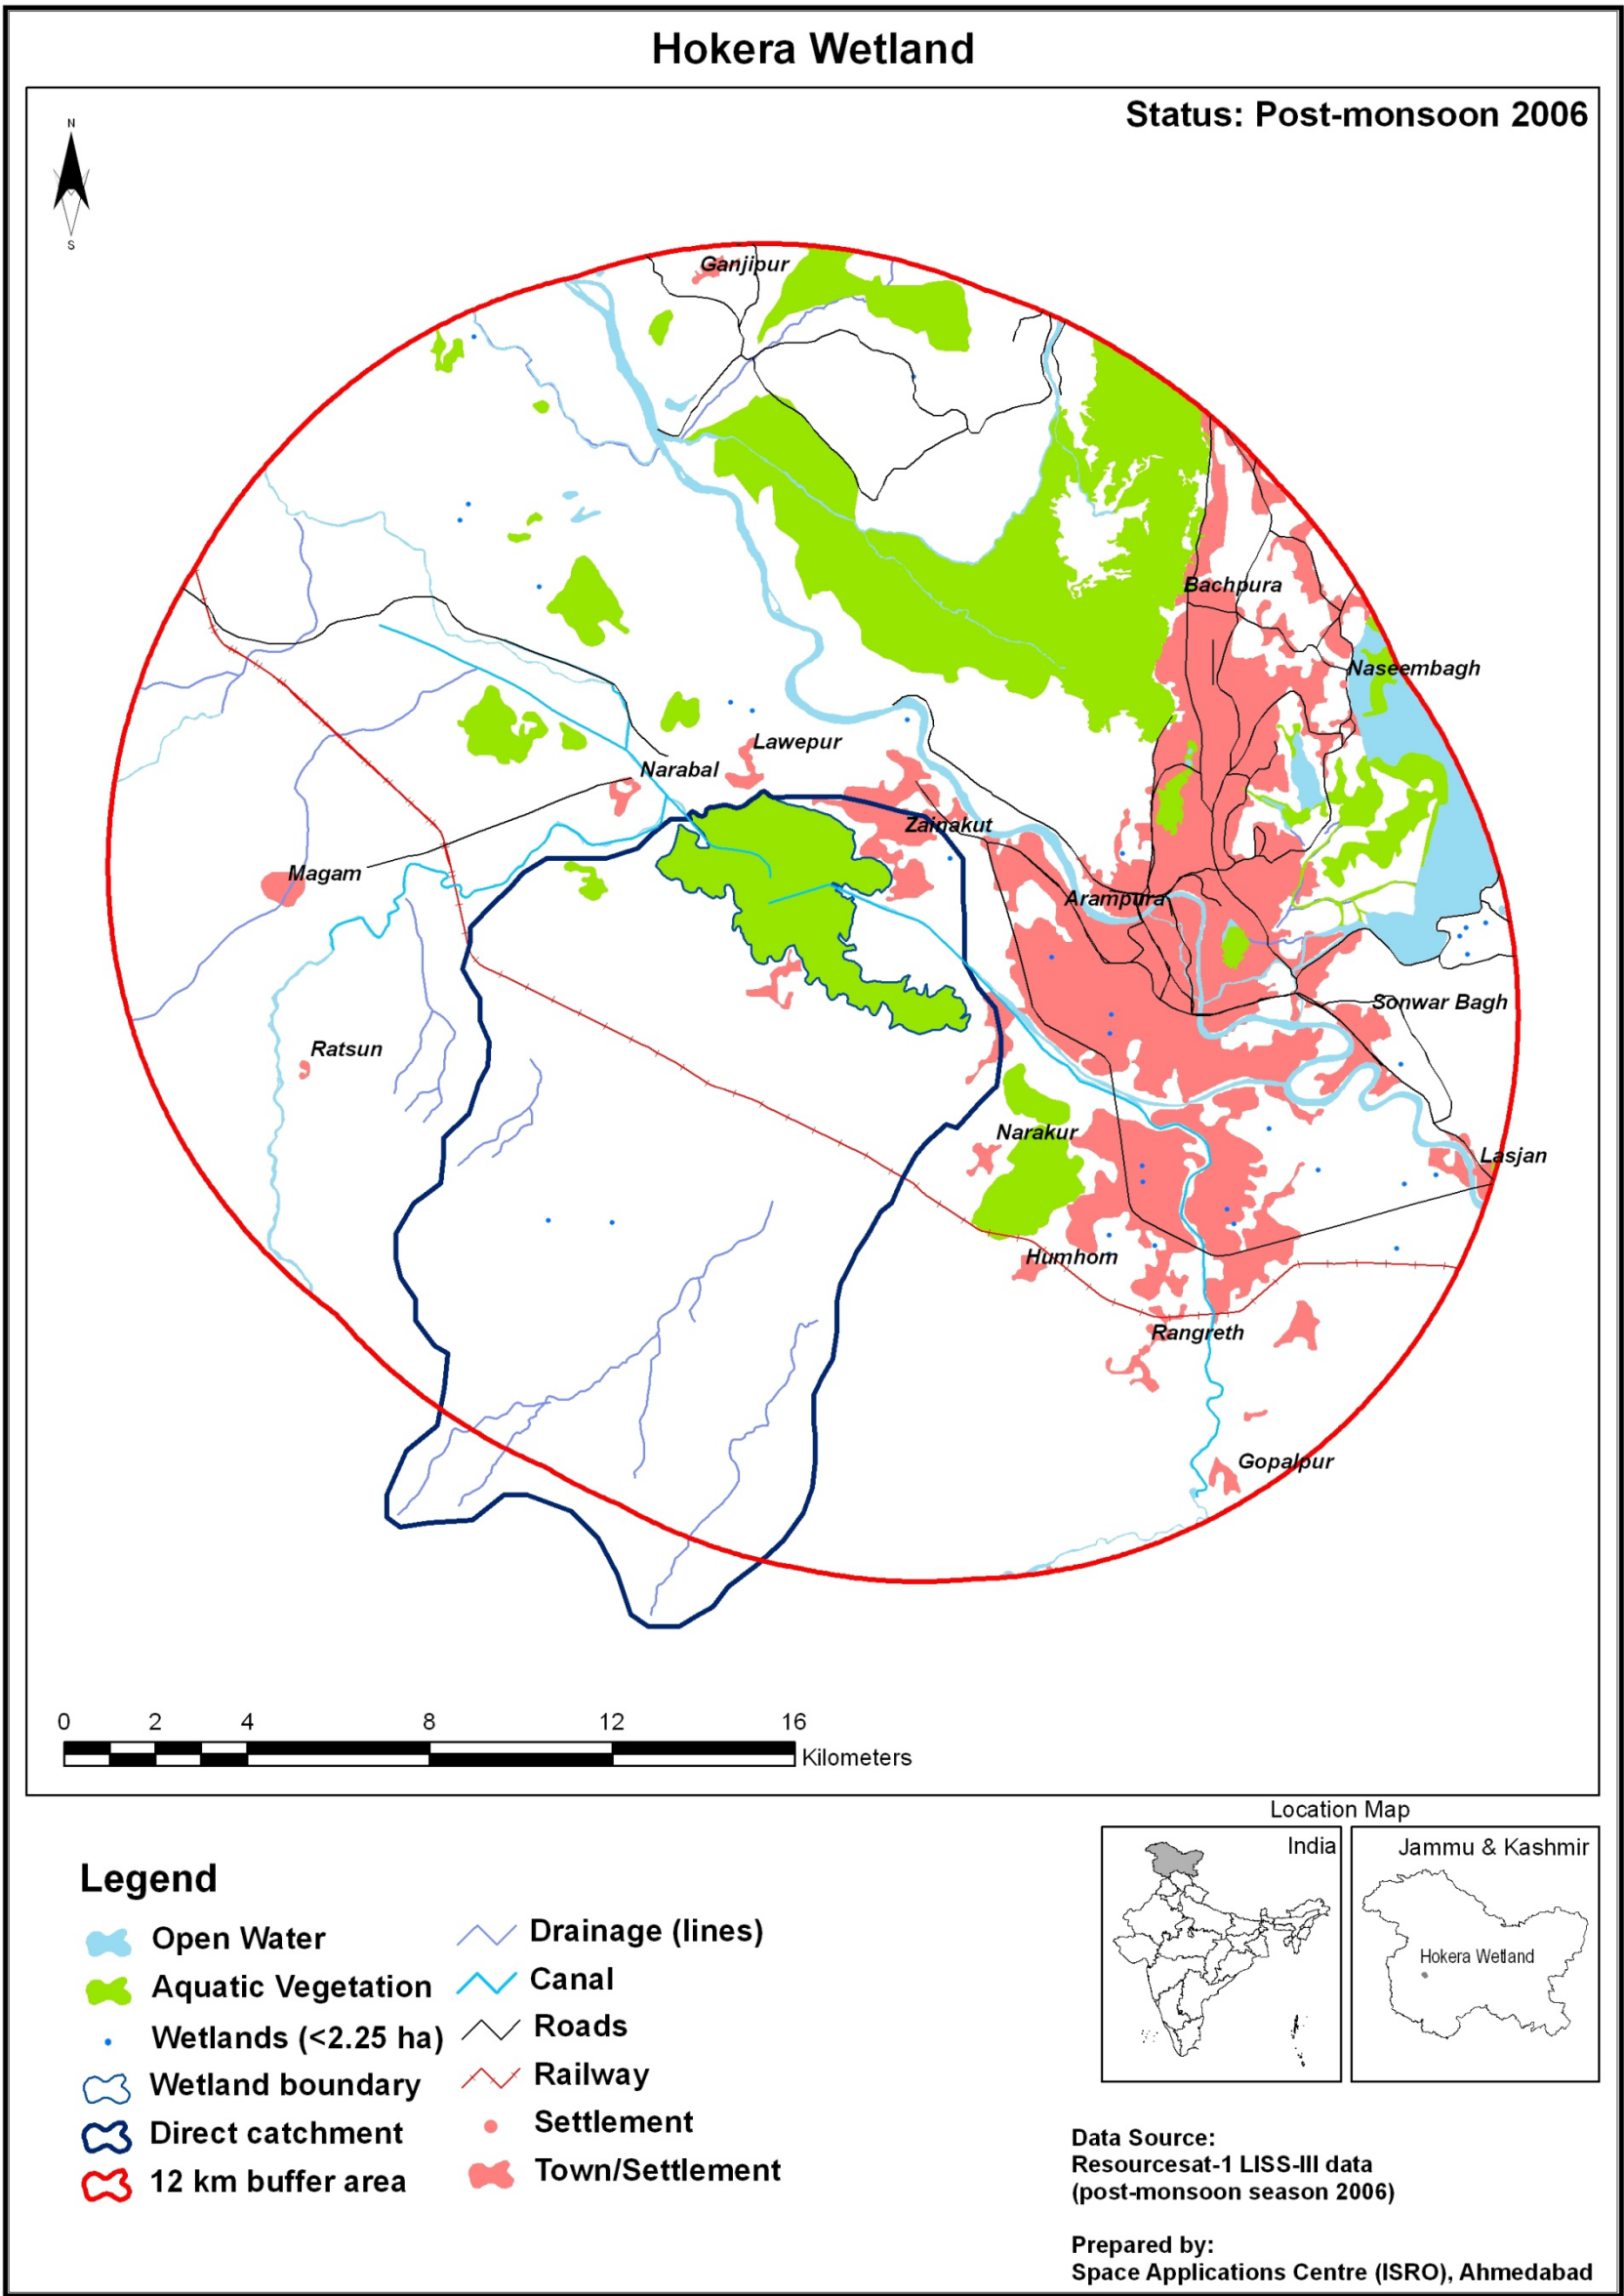 Hokera Wetland
Status: Post-monsoon 2006
N
S
Ganjipur
Bachpura
Naseembagh
Lawepur
Narabal
Zainakut
Magam
Arampura
Sonwar Bagh
Ratsun
Narakur
Lasjan
Humhom
Rangreth
Gopalpur
0 2 4 8 12 16
Kilometers
Location Map
India
Jammu & Kashmir
Hokera Wetland
Legend
Open Water
Aquatic Vegetation
Wetlands (<2.25 ha)
Wetland boundary
Direct catchment
12 km buffer area
Drainage (lines)
Canal
Roads
Railway
Settlement
Town/Settlement
Data Source:
Resourcesat-1 LISS-III data
(post-monsoon season 2006)
Prepared by:
Space Applications Centre (ISRO), Ahmedabad